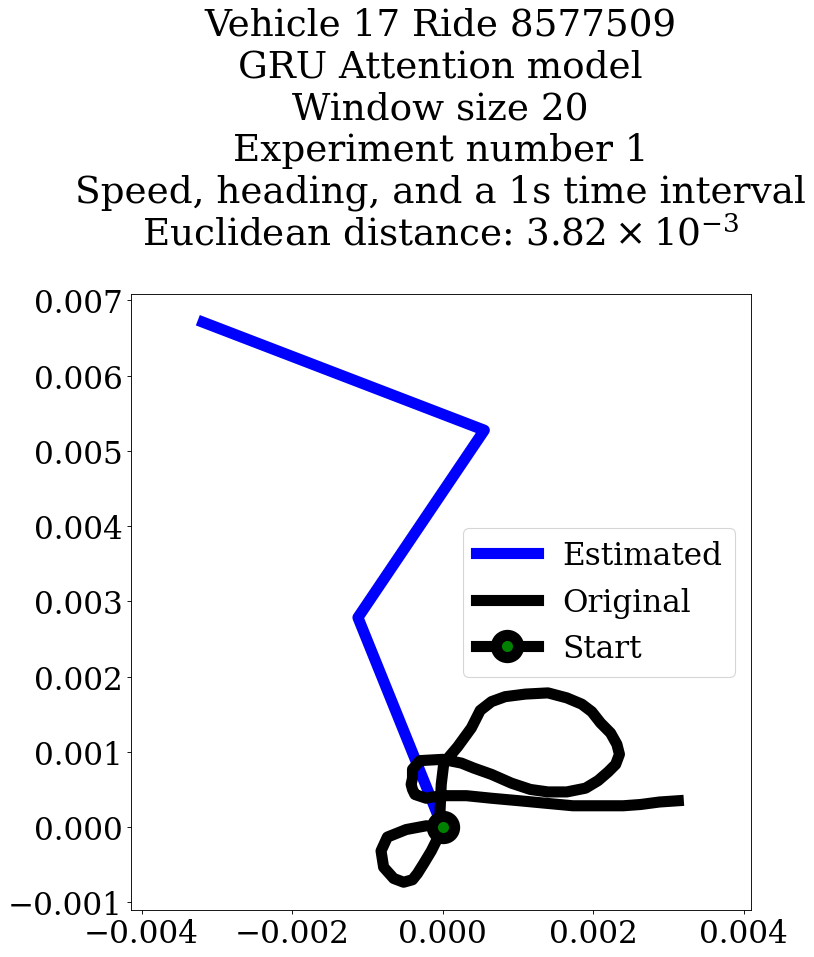 Vehicle 17 Ride 8577509
GRU Attention model
Window size 20
Experiment number 1
Speed, heading, and a 1s time interval
Euclidean distance: 3.82 × 10⁻³
0.007
0.006
0.005
0.004
0.003
0.002
0.001
0.000
−0.001
Estimated
Original
Start
−0.004 −0.002 0.000 0.002 0.004